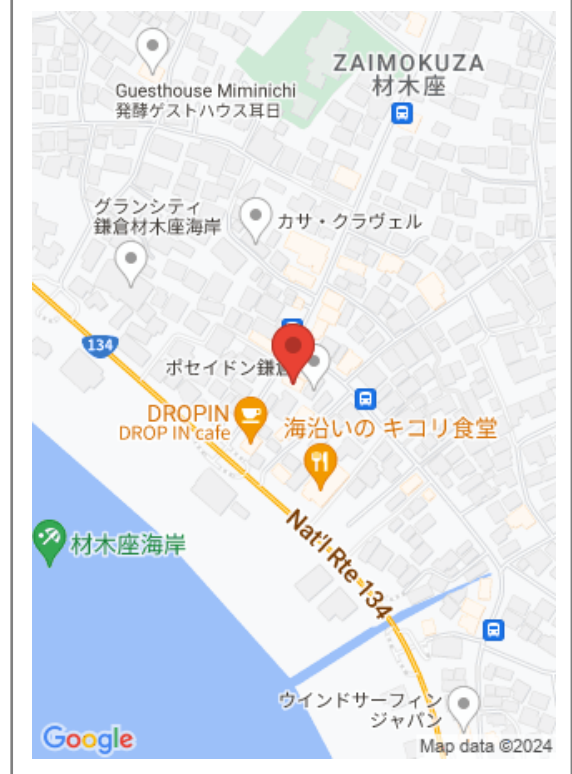 ZAIMOKUZA
材木座
Guesthouse Miminichi
発酵ゲストハウス耳日
グランシティ
鎌倉材木座海岸
カサ・クラヴェル
134
ポセイドン鎌倉
DROPIN
DROP IN cafe
海沿いの キコリ食堂
Nat'l Rte 134
材木座海岸
ウインドサーフィン
ジャパン
Google
Map data ©2024